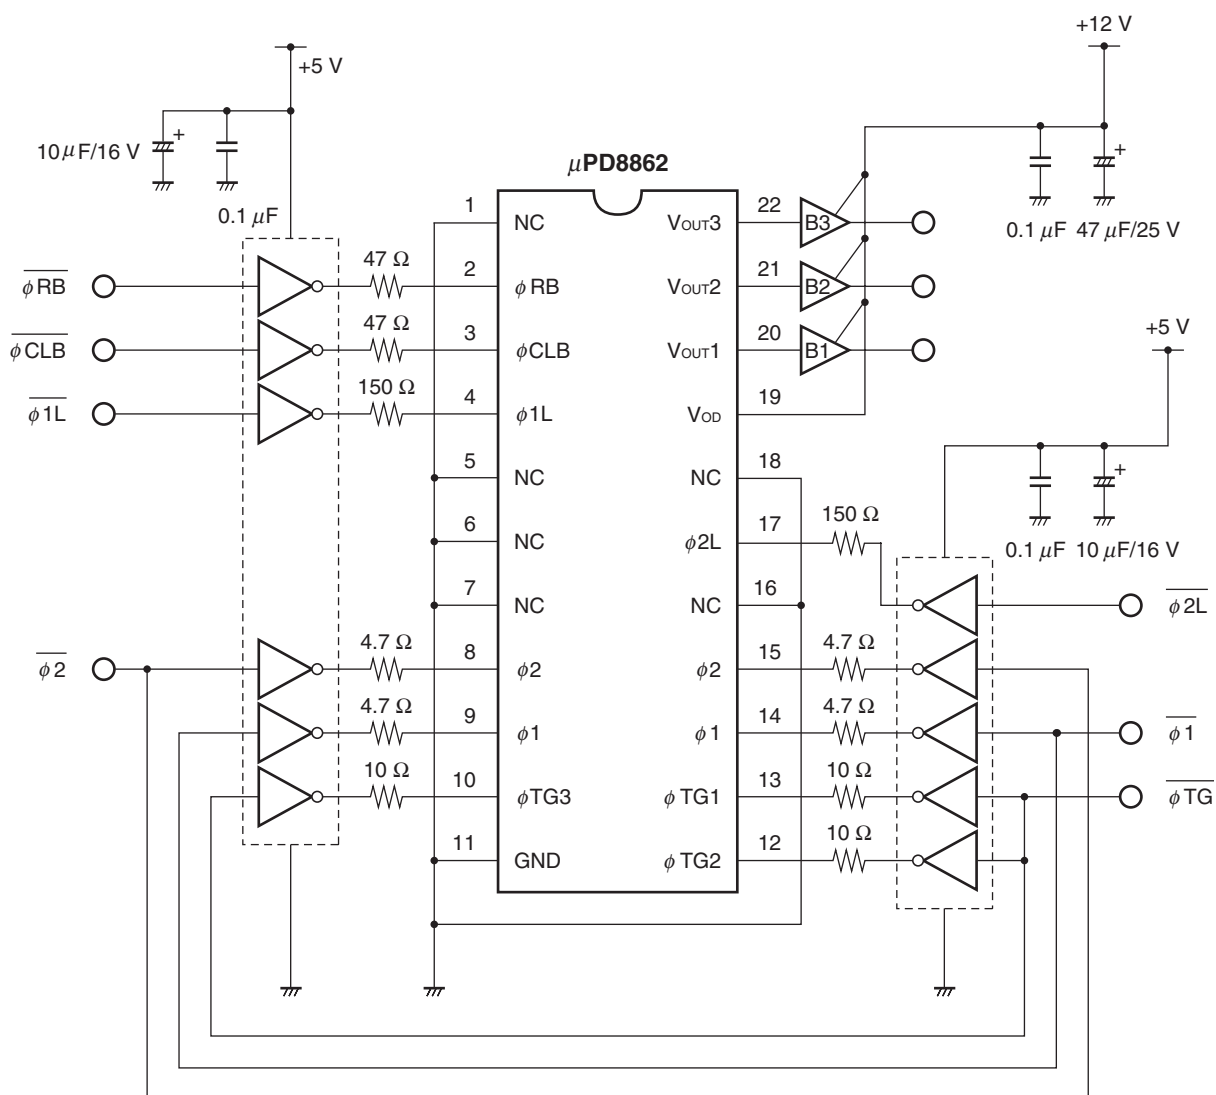 +12 V
+5 V
10 μF/16 V
+
0.1 μF
μPD8862
+
0.1 μF 47 μF/25 V
1 NC
VOUT3 22 B3
φRB 47 Ω 2 φRB
VOUT2 21 B2
φCLB 47 Ω 3 φCLB
VOUT1 20 B1
+5 V
φ1L 150 Ω 4 φ1L
VOD 19
5 NC
NC 18
+
6 NC
φ2L 17 150 Ω
0.1 μF 10 μF/16 V
7 NC
NC 16
φ2L
φ2 4.7 Ω 8 φ2
φ2 15 4.7 Ω
4.7 Ω 9 φ1
φ1 14 4.7 Ω φ1
10 Ω 10 φTG3
φTG1 13 10 Ω φTG
11 GND
φTG2 12 10 Ω